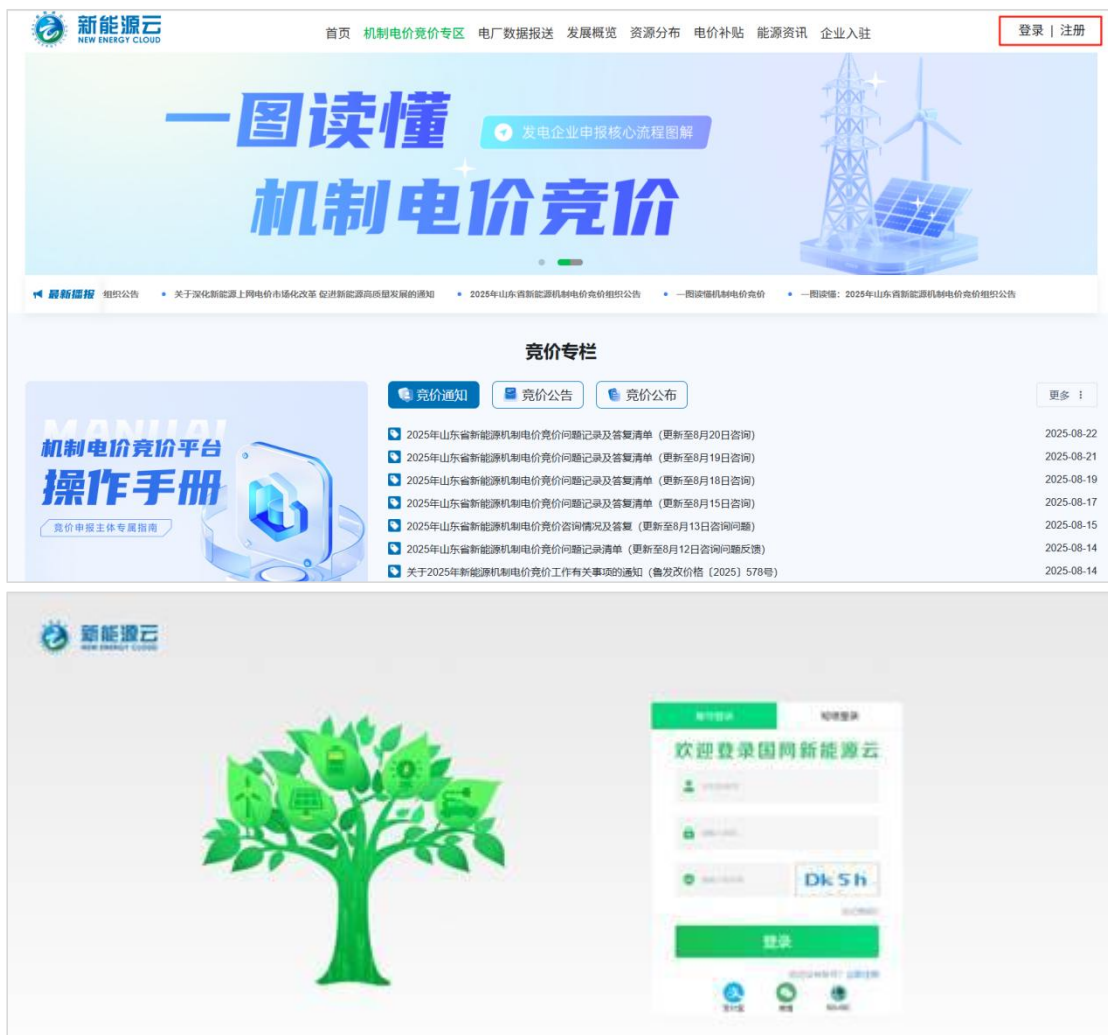 新能源云
NEW ENERGY CLOUD
首页 机制电价竞价专区 电厂数据报送 发展概览 资源分布 电价补贴 能源资讯 企业入驻
登录 | 注册
一图读懂
发电企业申报核心流程图解
机制电价竞价
最新播报 组织公告 • 关于深化新能源上网电价市场化改革 促进新能源高质量发展的通知 • 2025年山东省新能源机制电价竞价组织公告 • 一图读懂机制电价竞价 • 一图读懂：2025年山东省新能源机制电价竞价组织公告
竞价专栏
竞价通知 竞价公告 竞价公布 更多
MANUAL
机制电价竞价平台
操作手册
竞价申报主体专属指南
2025年山东省新能源机制电价竞价问题记录及答复清单（更新至8月20日咨询） 2025-08-22
2025年山东省新能源机制电价竞价问题记录及答复清单（更新至8月19日咨询） 2025-08-21
2025年山东省新能源机制电价竞价问题记录及答复清单（更新至8月18日咨询） 2025-08-19
2025年山东省新能源机制电价竞价问题记录及答复清单（更新至8月15日咨询） 2025-08-17
2025年山东省新能源机制电价竞价咨询情况及答复（更新至8月13日咨询问题） 2025-08-15
2025年山东省新能源机制电价竞价问题记录清单（更新至8月12日咨询问题反馈） 2025-08-14
关于2025年新能源机制电价竞价工作有关事项的通知（鲁发改价格〔2025〕578号） 2025-08-14
新能源云
NEW ENERGY CLOUD
欢迎登录国网新能源云
Dk5h
登录